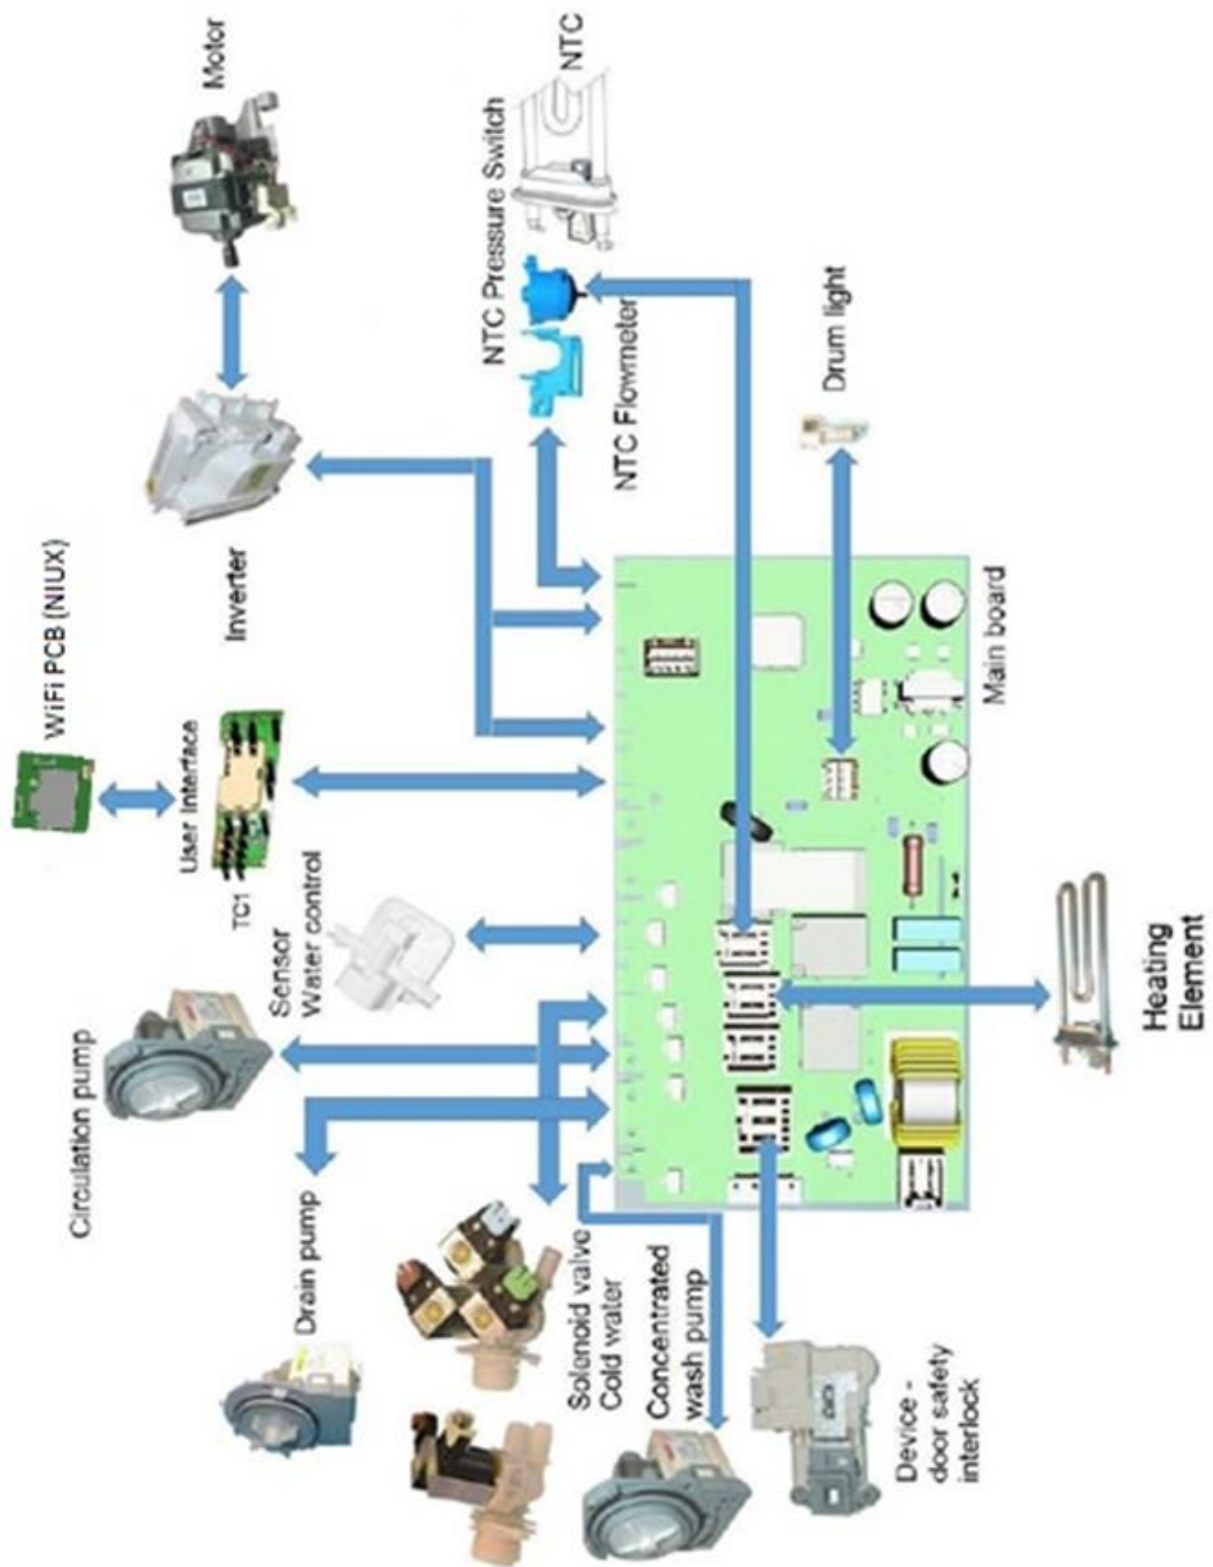 WiFi PCB (NIUX)
Motor
Inverter
User Interface
TC1
Sensor
Water control
Circulation pump
Drain pump
Solenoid valve
Cold water
Concentrated
wash pump
Device -
door safety
interlock
NTC Pressure Switch
NTC
NTC Flowmeter
Drum light
Main board
Heating
Element